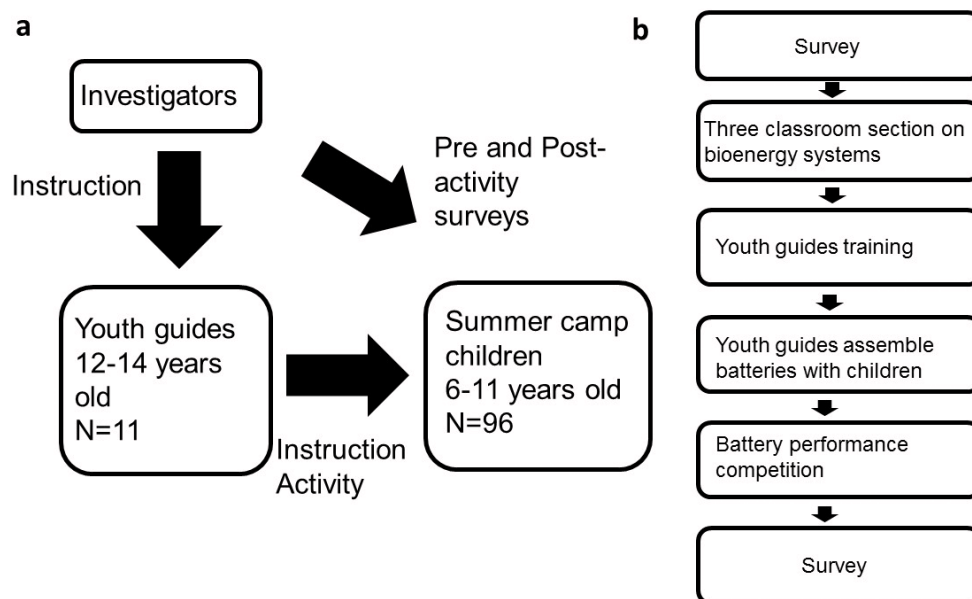 a
Investigators
Instruction
Pre and Post-
activity
surveys
Youth guides
12-14 years
old
N=11
Instruction
Activity
Summer camp
children
6-11 years old
N=96
b
Survey
Three classroom section on
bioenergy systems
Youth guides training
Youth guides assemble
batteries with children
Battery performance
competition
Survey